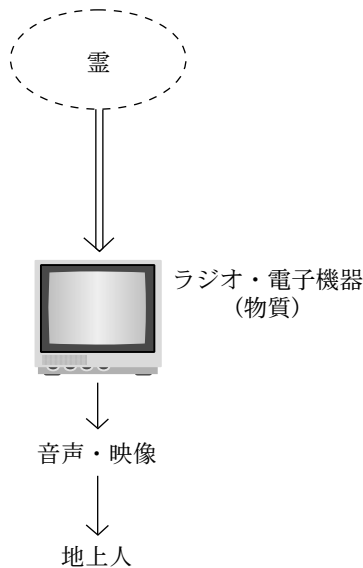 霊
ラジオ・電子機器
（物質）
音声・映像
地上人